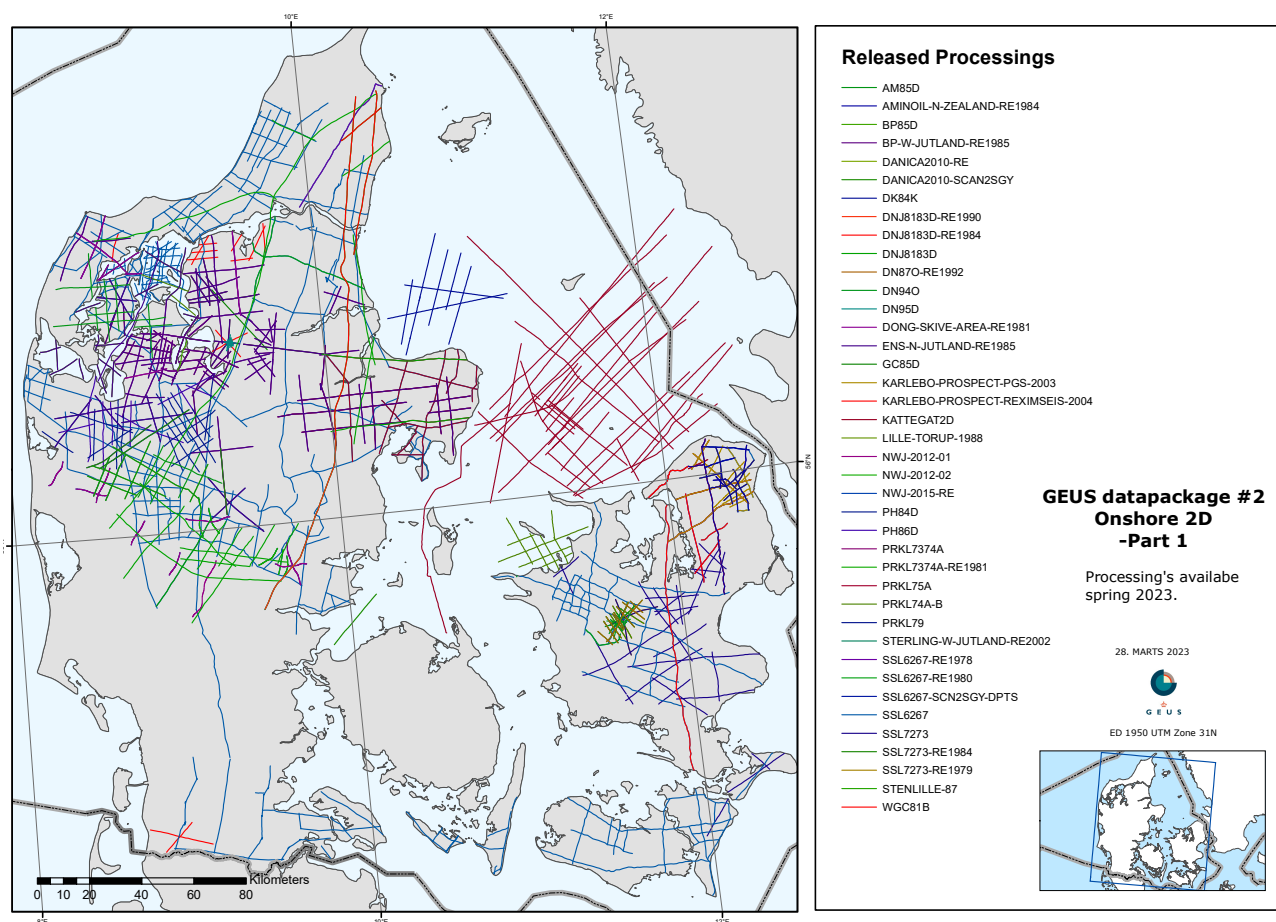 10°E
12°E
56°N
8°E
10°E
12°E
0 5 10 20 40 60 80
Kilometers
Released Processings
AM85D
AMINOIL-N-ZEALAND-RE1984
BP85D
BP-W-JUTLAND-RE1985
DANICA2010-RE
DANICA2010-SCAN2SGY
DK84K
DNJ8183D-RE1990
DNJ8183D-RE1984
DNJ8183D
DN87O-RE1992
DN94O
DN95D
DONG-SKIVE-AREA-RE1981
ENS-N-JUTLAND-RE1985
GC85D
KARLEBO-PROSPECT-PGS-2003
KARLEBO-PROSPECT-REXIMSEIS-2004
KATTEGAT2D
LILLE-TORUP-1988
NWJ-2012-01
NWJ-2012-02
NWJ-2015-RE
PH84D
PH86D
PRKL7374A
PRKL7374A-RE1981
PRKL75A
PRKL74A-B
PRKL79
STERLING-W-JUTLAND-RE2002
SSL6267-RE1978
SSL6267-RE1980
SSL6267-SCN2SGY-DPTS
SSL6267
SSL7273
SSL7273-RE1984
SSL7273-RE1979
STENLILLE-87
WGC81B
GEUS datapackage #2
Onshore 2D
-Part 1
Processing's availabe
spring 2023.
28. MARTS 2023
G E U S
ED 1950 UTM Zone 31N